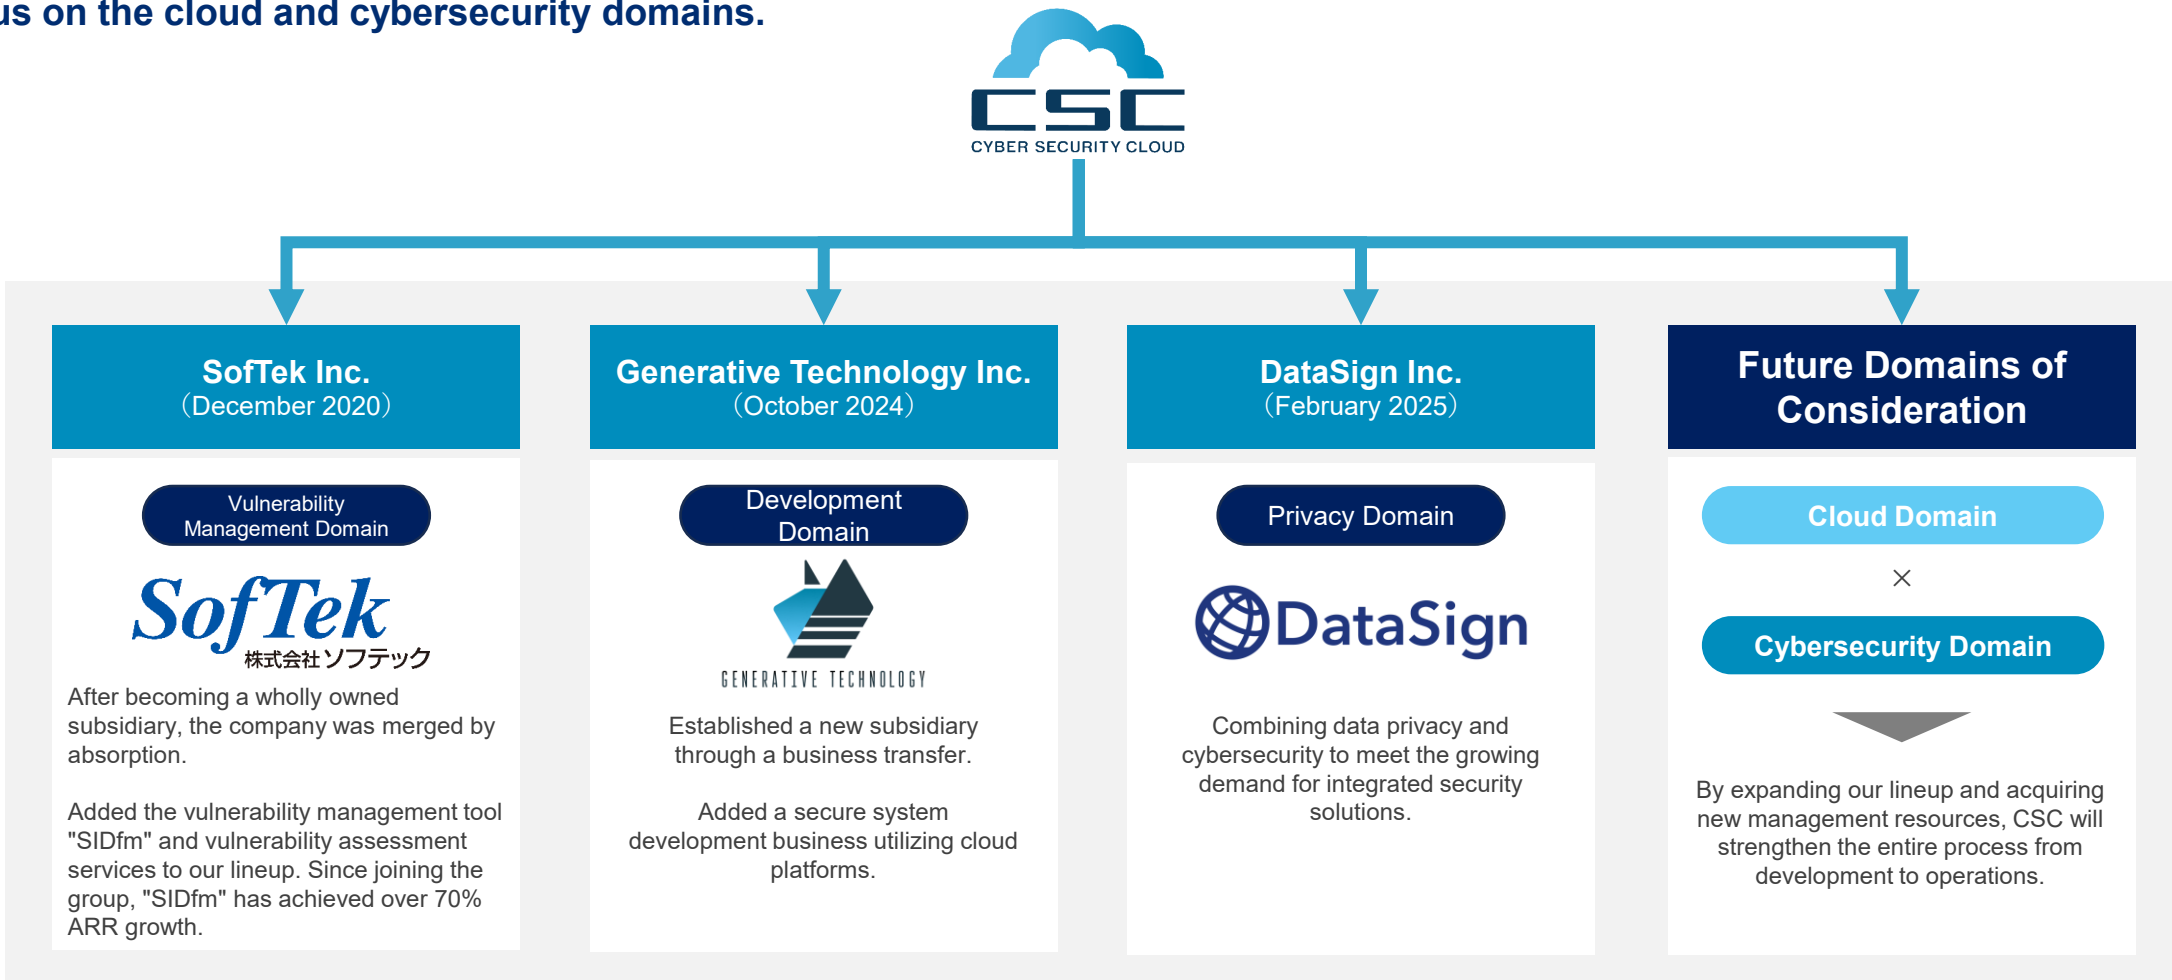 us on the cloud and cybersecurity domains.
CSC
CYBER SECURITY CLOUD
SofTek Inc.
（December 2020）
Vulnerability
Management Domain
SofTek
株式会社 ソフテック
After becoming a wholly owned
subsidiary, the company was merged by
absorption.
Added the vulnerability management tool
"SIDfm" and vulnerability assessment
services to our lineup. Since joining the
group, "SIDfm" has achieved over 70%
ARR growth.
Generative Technology Inc.
（October 2024）
Development
Domain
GENERATIVE TECHNOLOGY
Established a new subsidiary
through a business transfer.
Added a secure system
development business utilizing cloud
platforms.
DataSign Inc.
（February 2025）
Privacy Domain
DataSign
Combining data privacy and
cybersecurity to meet the growing
demand for integrated security
solutions.
Future Domains of
Consideration
Cloud Domain
×
Cybersecurity Domain
By expanding our lineup and acquiring
new management resources, CSC will
strengthen the entire process from
development to operations.